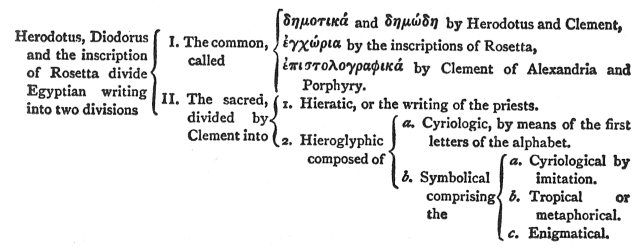 Herodotus, Diodorus
and the inscription
of Rosetta divide
Egyptian writing
into two divisions
I. The common,
called
δημοτικά and δημώδη by Herodotus and Clement,
ἐγχώρια by the inscriptions of Rosetta,
ἐπιστολογραφικά by Clement of Alexandria and
Porphyry.
II. The sacred,
divided by
Clement into
1. Hieratic, or the writing of the priests.
2. Hieroglyphic
composed of
a. Cyriologic, by means of the first
letters of the alphabet.
b. Symbolical
comprising
the
a. Cyriological by
imitation.
b. Tropical or
metaphorical.
c. Enigmatical.